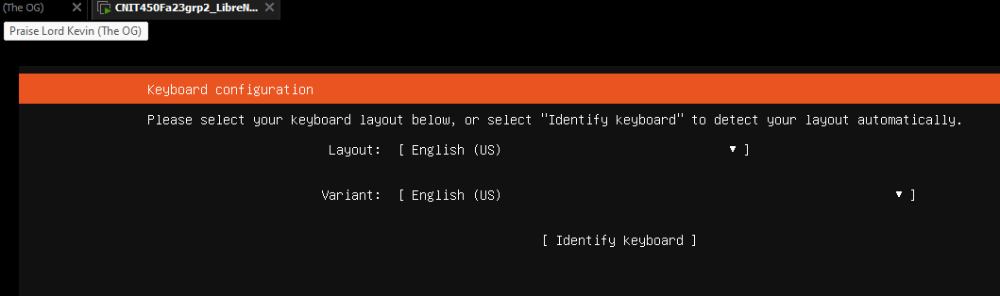 (The OG)
CNIT450Fa23grp2_LibreN...
Praise Lord Kevin (The OG)
Keyboard configuration
Please select your keyboard layout below, or select "Identify keyboard" to detect your layout automatically.
Layout: [ English (US) ▼ ]
Variant: [ English (US) ▼ ]
[ Identify keyboard ]